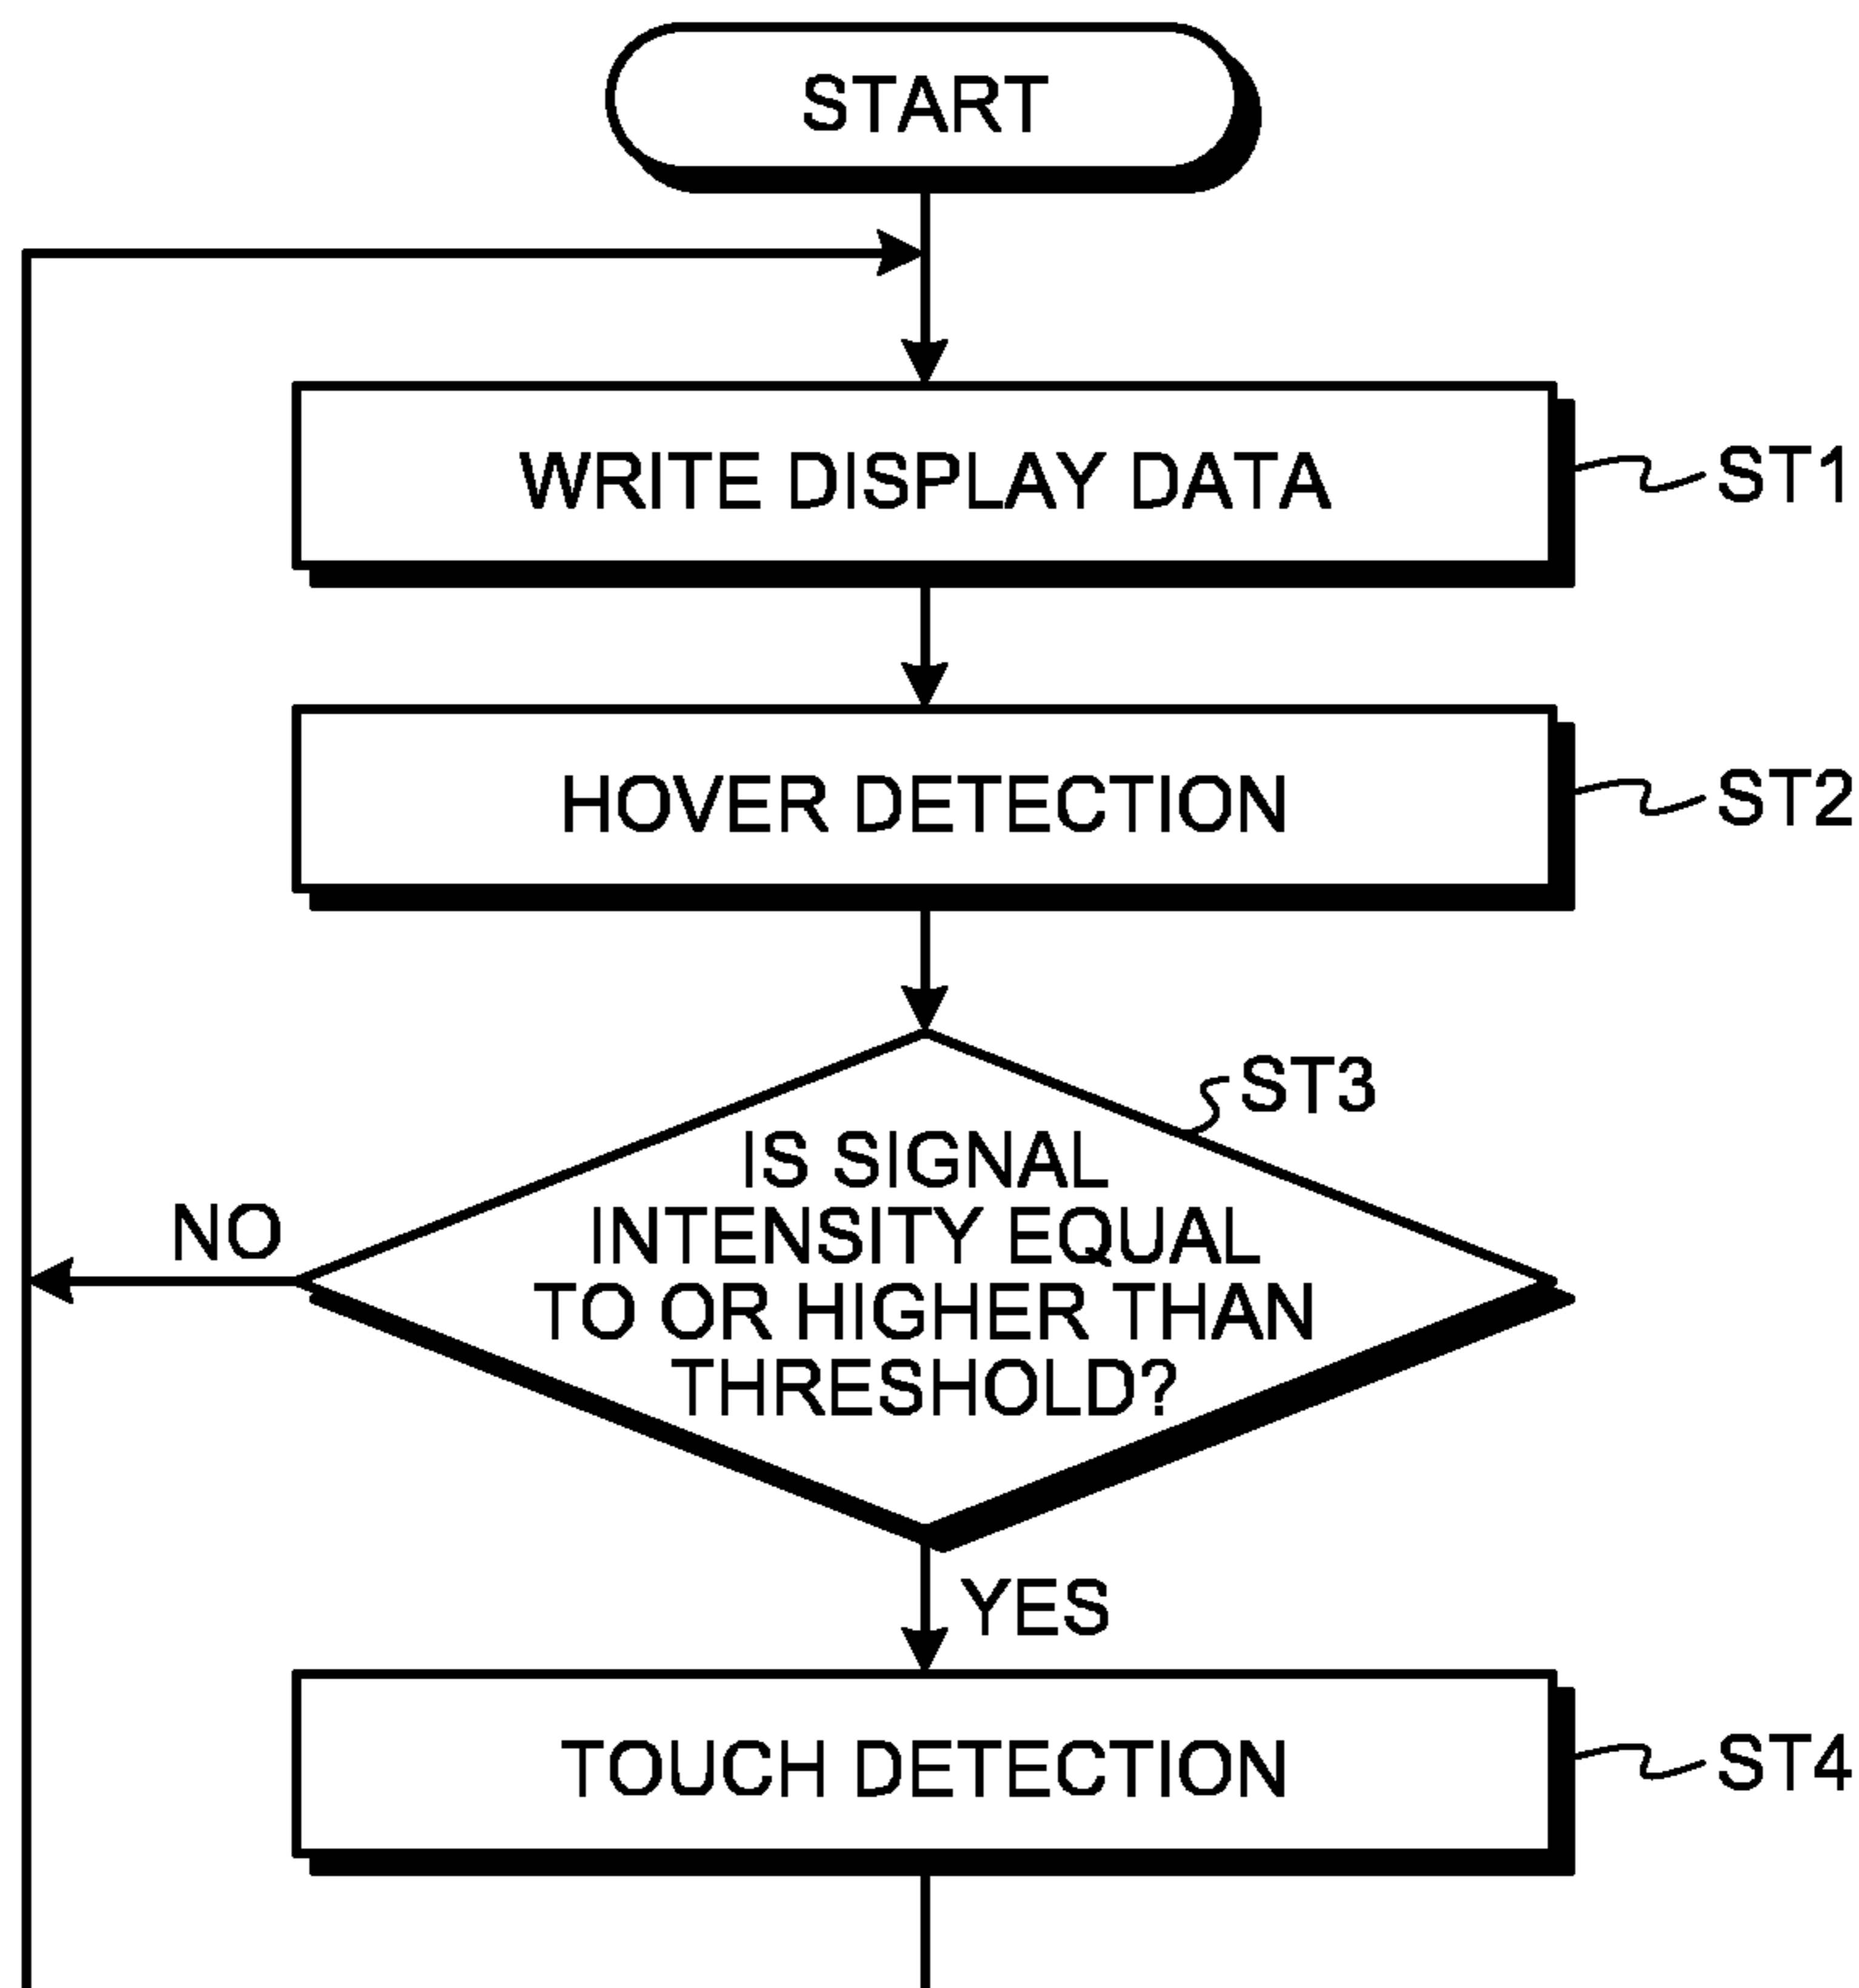 START
WRITE DISPLAY DATA
ST1
HOVER DETECTION
ST2
ST3
IS SIGNAL
INTENSITY EQUAL
TO OR HIGHER THAN
THRESHOLD?
NO
YES
TOUCH DETECTION
ST4